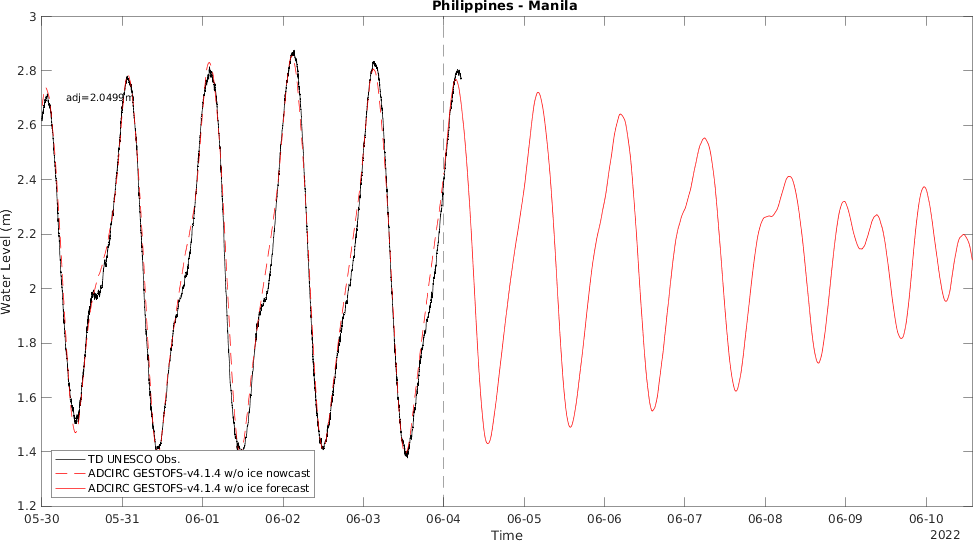 Philippines - Manila
3
2.8
2.6
2.4
2.2
2
1.8
1.6
1.4
1.2
Water Level (m)
adj=2.0499m
TD UNESCO Obs.
ADCIRC GESTOFS-v4.1.4 w/o ice nowcast
ADCIRC GESTOFS-v4.1.4 w/o ice forecast
05-30 05-31 06-01 06-02 06-03 06-04 06-05 06-06 06-07 06-08 06-09 06-10
Time
2022